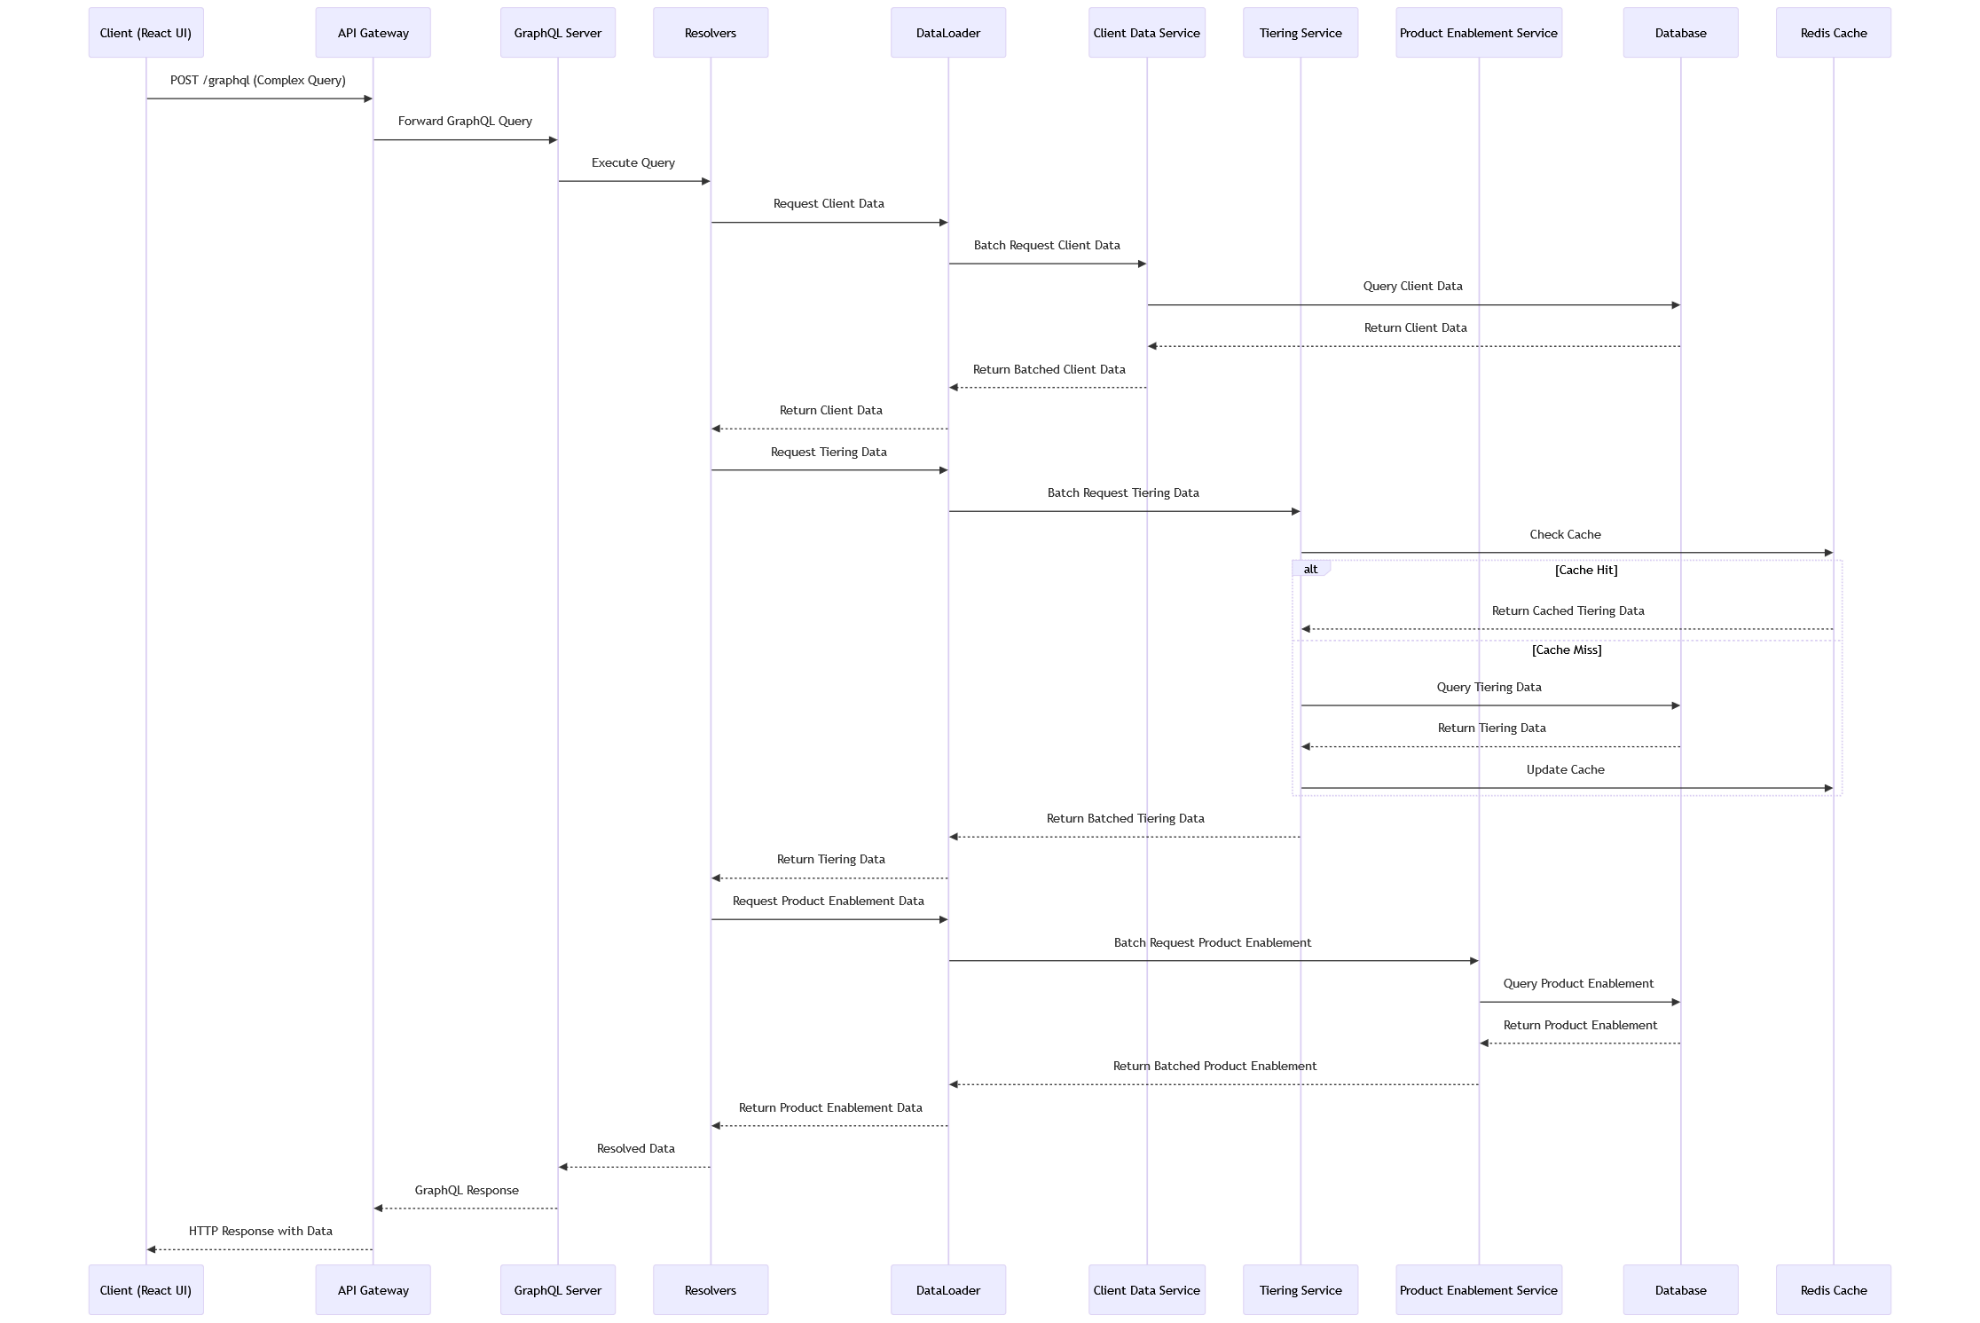 Client (React UI)
API Gateway
GraphQL Server
Resolvers
DataLoader
Client Data Service
Tiering Service
Product Enablement Service
Database
Redis Cache
POST /graphql (Complex Query)
Forward GraphQL Query
Execute Query
Request Client Data
Batch Request Client Data
Query Client Data
Return Client Data
Return Batched Client Data
Return Client Data
Request Tiering Data
Batch Request Tiering Data
Check Cache
alt
[Cache Hit]
Return Cached Tiering Data
[Cache Miss]
Query Tiering Data
Return Tiering Data
Update Cache
Return Batched Tiering Data
Return Tiering Data
Request Product Enablement Data
Batch Request Product Enablement
Query Product Enablement
Return Product Enablement
Return Batched Product Enablement
Return Product Enablement Data
Resolved Data
GraphQL Response
HTTP Response with Data
Client (React UI)
API Gateway
GraphQL Server
Resolvers
DataLoader
Client Data Service
Tiering Service
Product Enablement Service
Database
Redis Cache